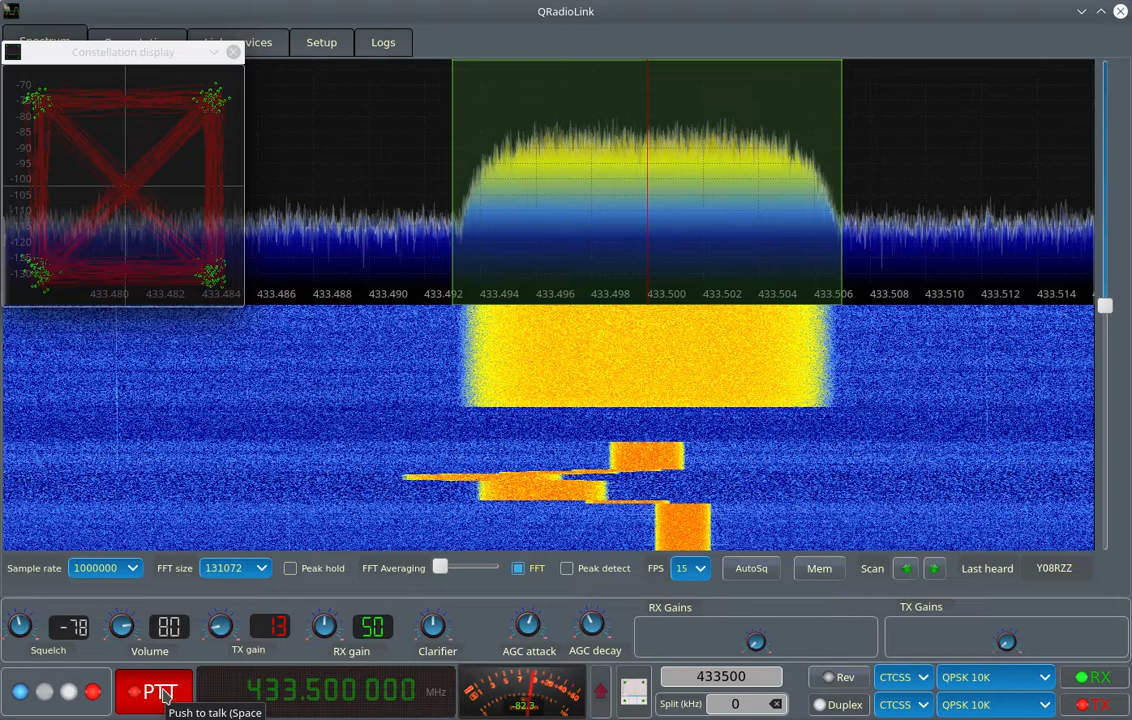 QRadioLink
Constellation display
Setup
Logs
-70
-80
-85
-90
-95
-100
-105
-110
-120
-125
-130
433.480 433.482 433.484 433.486 433.488 433.490 433.492 433.494 433.496 433.498 433.500 433.502 433.504 433.506 433.508 433.510 433.512 433.514
Sample rate 1000000 FFT size 131072 Peak hold FFT Averaging FFT Peak detect FPS 15 AutoSq Mem Scan Last heard Y08RZZ
RX Gains TX Gains
-78 80 13 50
Squelch Volume TX gain RX gain Clarifier AGC attack AGC decay
PTT 433.500 000 MHz -82.3 433500 Rev CTCSS QPSK 10K RX
Split (kHz) 0 Duplex CTCSS QPSK 10K TX
Push to talk (Space